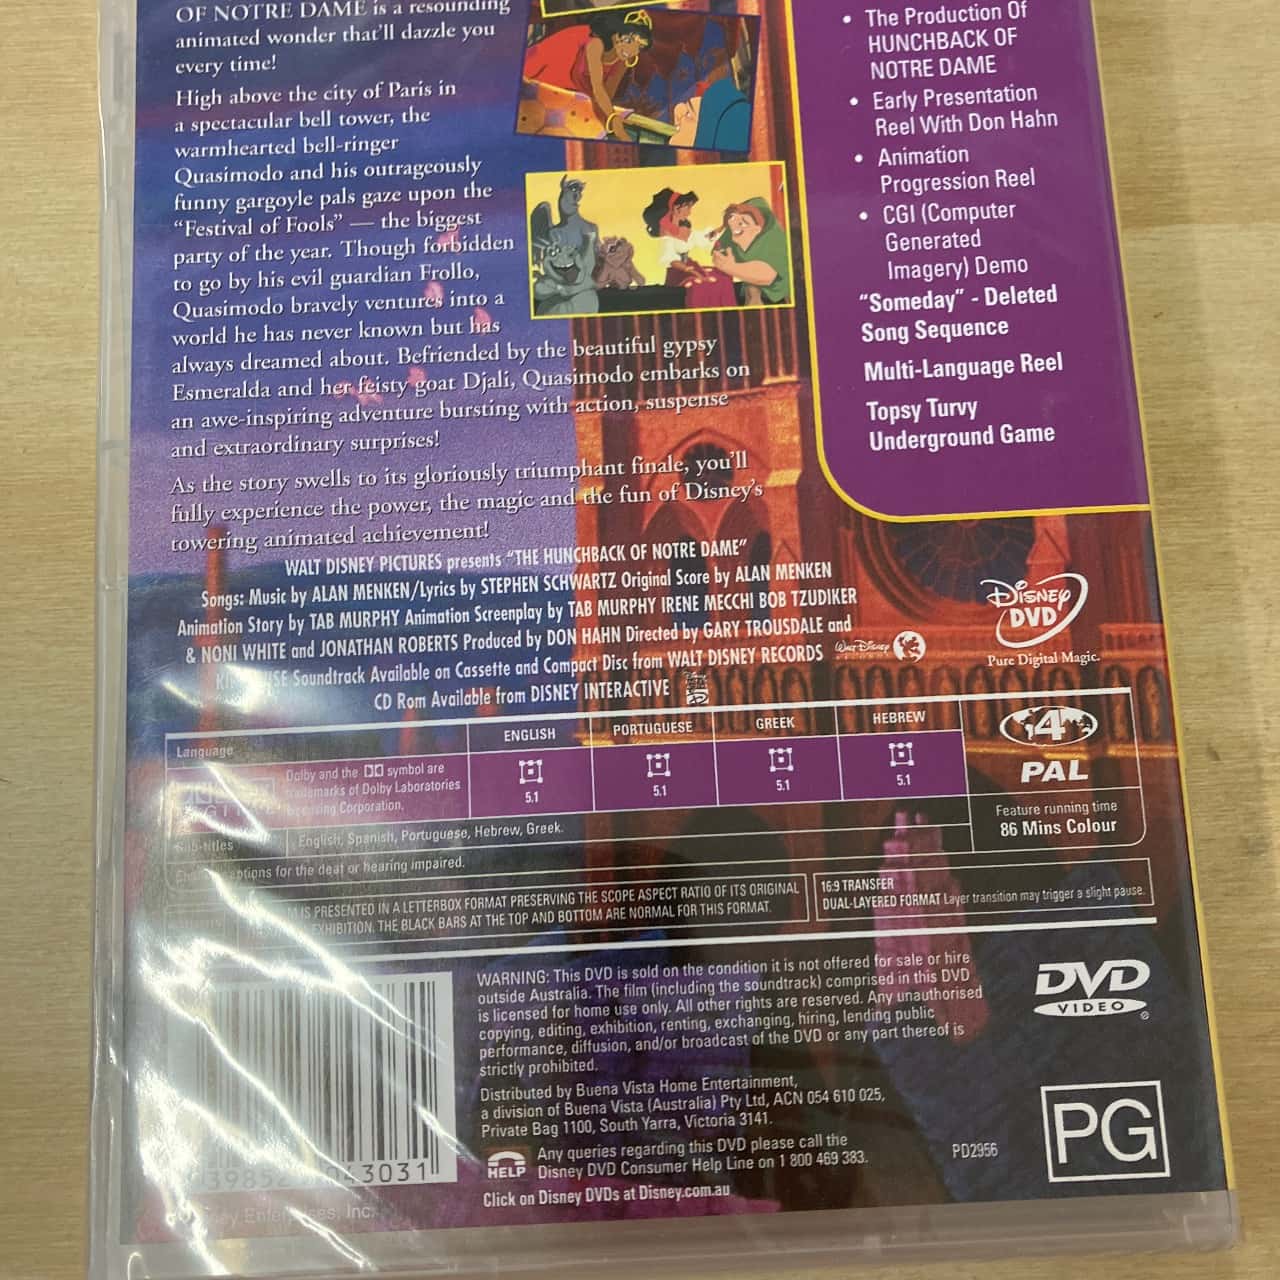 OF NOTRE DAME is a resounding
animated wonder that'll dazzle you
every time!
High above the city of Paris in
a spectacular bell tower, the
warmhearted bell-ringer
Quasimodo and his outrageously
funny gargoyle pals gaze upon the
“Festival of Fools” — the biggest
party of the year. Though forbidden
to go by his evil guardian Frollo,
Quasimodo bravely ventures into a
world he has never known but has
always dreamed about. Befriended by the beautiful gypsy
Esmeralda and her feisty goat Djali, Quasimodo embarks on
an awe-inspiring adventure bursting with action, suspense
and extraordinary surprises!
As the story swells to its gloriously triumphant finale, you'll
fully experience the power, the magic and the fun of Disney's
towering animated achievement!
• The Production Of
HUNCHBACK OF
NOTRE DAME
• Early Presentation
Reel With Don Hahn
• Animation
Progression Reel
• CGI (Computer
Generated
Imagery) Demo
“Someday” - Deleted
Song Sequence
Multi-Language Reel
Topsy Turvy
Underground Game
WALT DISNEY PICTURES presents “THE HUNCHBACK OF NOTRE DAME”
Songs: Music by ALAN MENKEN/Lyrics by STEPHEN SCHWARTZ Original Score by ALAN MENKEN
Animation Story by TAB MURPHY Animation Screenplay by TAB MURPHY IRENE MECCHI BOB TZUDIKER
& NONI WHITE and JONATHAN ROBERTS Produced by DON HAHN Directed by GARY TROUSDALE and
Soundtrack Available on Cassette and Compact Disc from WALT DISNEY RECORDS
Walt Disney
CD Rom Available from DISNEY INTERACTIVE
Disney
DVD
Pure Digital Magic.
Language
ENGLISH
PORTUGUESE
GREEK
HEBREW
Dolby and the DD symbol are
trademarks of Dolby Laboratories
Licensing Corporation.
5.1
5.1
5.1
5.1
4
PAL
Feature running time
86 Mins Colour
Sub-titles
English, Spanish, Portuguese, Hebrew, Greek.
captions for the deaf or hearing impaired.
IS PRESENTED IN A LETTERBOX FORMAT PRESERVING THE SCOPE ASPECT RATIO OF ITS ORIGINAL
EXHIBITION. THE BLACK BARS AT THE TOP AND BOTTOM ARE NORMAL FOR THIS FORMAT.
16:9 TRANSFER
DUAL-LAYERED FORMAT Layer transition may trigger a slight pause.
WARNING: This DVD is sold on the condition it is not offered for sale or hire
outside Australia. The film (including the soundtrack) comprised in this DVD
is licensed for home use only. All other rights are reserved. Any unauthorised
copying, editing, exhibition, renting, exchanging, hiring, lending public
performance, diffusion, and/or broadcast of the DVD or any part thereof is
strictly prohibited.
Distributed by Buena Vista Home Entertainment,
a division of Buena Vista (Australia) Pty Ltd, ACN 054 610 025,
Private Bag 1100, South Yarra, Victoria 3141.
HELP
Any queries regarding this DVD please call the
Disney DVD Consumer Help Line on 1 800 469 383.
Click on Disney DVDs at Disney.com.au
PD2956
DVD
VIDEO
PG
043031
Disney Enterprises, Inc.